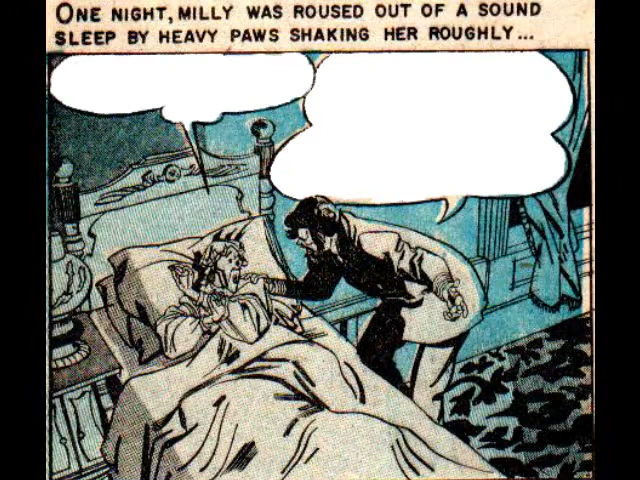 ONE NIGHT, MILLY WAS ROUSED OUT OF A SOUND
SLEEP BY HEAVY PAWS SHAKING HER ROUGHLY...